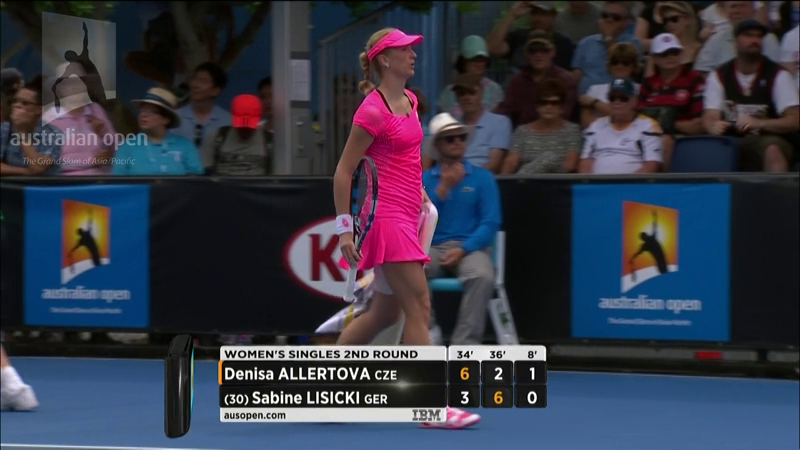 australian open
The Grand Slam of Asia/Pacific
K
australian open
australian open
WOMEN'S SINGLES 2ND ROUND 34' 36' 8'
Denisa ALLERTOVA CZE 6 2 1
(30) Sabine LISICKI GER 3 6 0
ausopen.com IBM